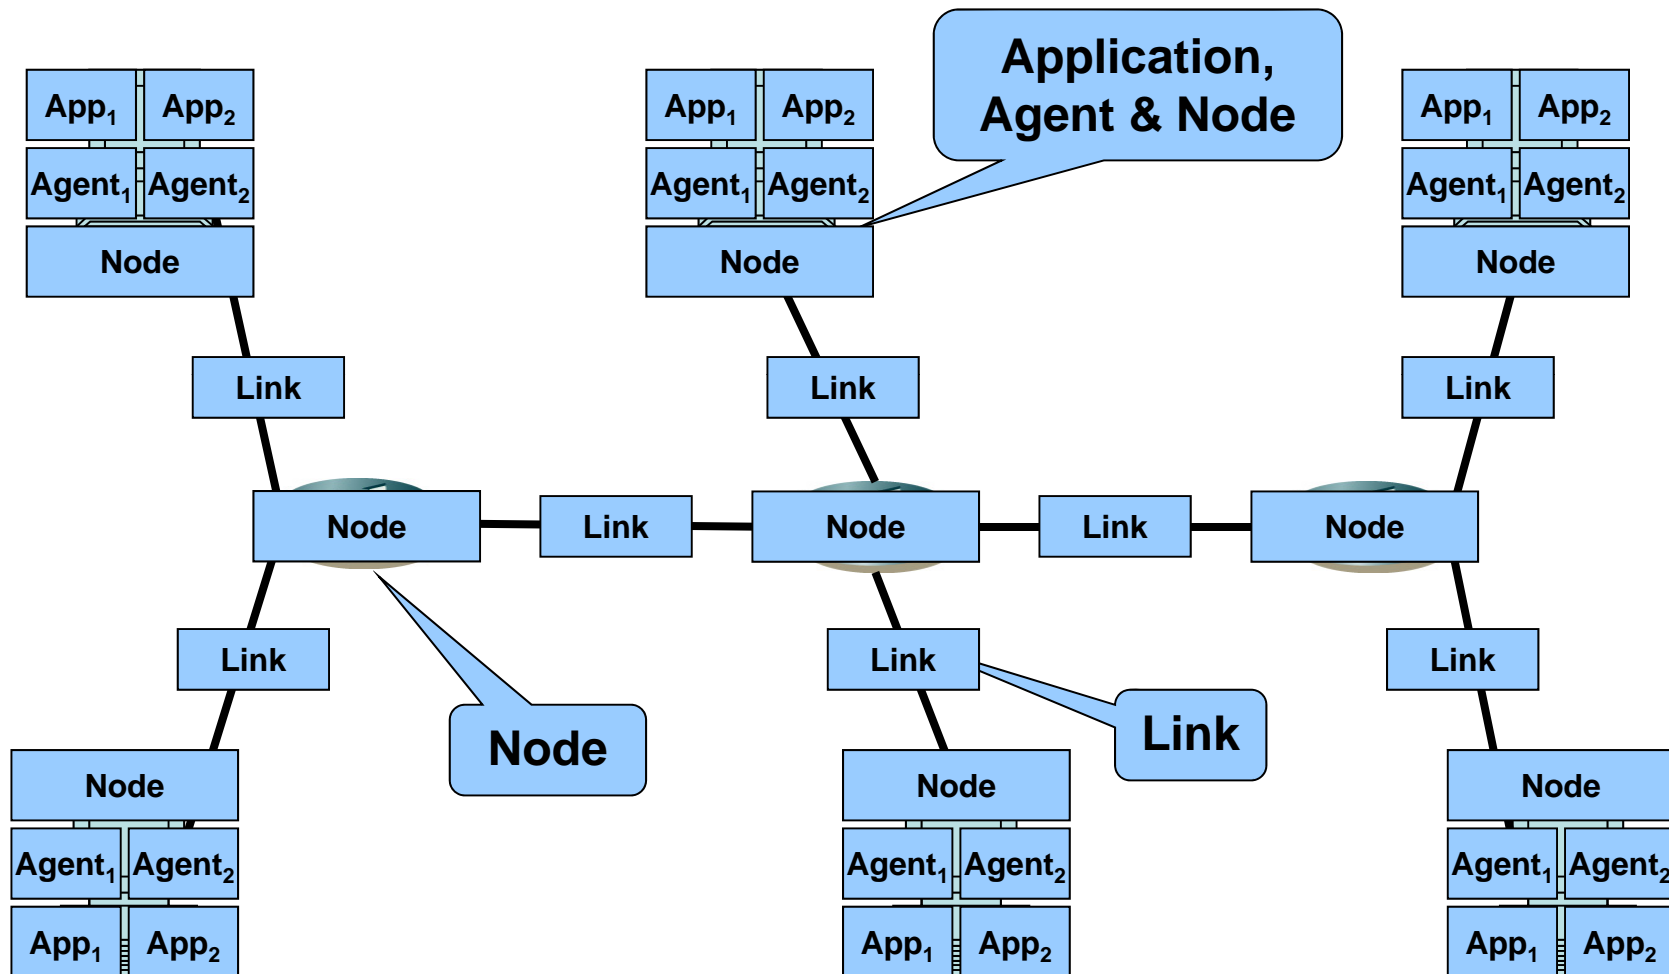 Application,
Agent & Node
App₁ App₂
Agent₁ Agent₂
Node
App₁ App₂
Agent₁ Agent₂
Node
App₁ App₂
Agent₁ Agent₂
Node
Link
Link
Link
Node
Link
Node
Link
Node
Link
Link
Link
Node
Link
Node
Agent₁ Agent₂
App₁ App₂
Node
Agent₁ Agent₂
App₁ App₂
Node
Agent₁ Agent₂
App₁ App₂